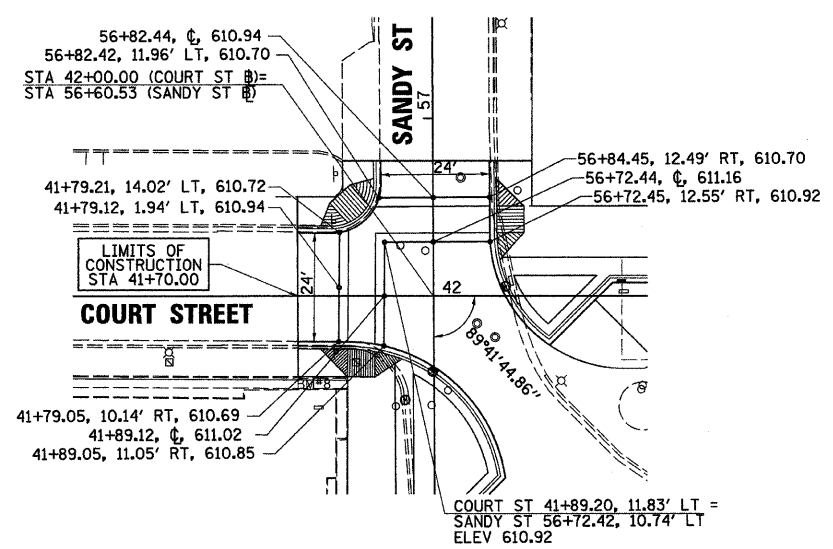 56+82.44, ℄, 610.94
56+82.42, 11.96' LT, 610.70
STA 42+00.00 (COURT ST ℄)=
STA 56+60.53 (SANDY ST ℄)
SANDY ST
57
24'
56+84.45, 12.49' RT, 610.70
56+72.44, ℄, 611.16
56+72.45, 12.55' RT, 610.92
41+79.21, 14.02' LT, 610.72
41+79.12, 1.94' LT, 610.94
LIMITS OF
CONSTRUCTION
STA 41+70.00
24'
42
COURT STREET
89°41'44.86"
BM#8
41+79.05, 10.14' RT, 610.69
41+89.12, ℄, 611.02
41+89.05, 11.05' RT, 610.85
COURT ST 41+89.20, 11.83' LT =
SANDY ST 56+72.42, 10.74' LT
ELEV 610.92